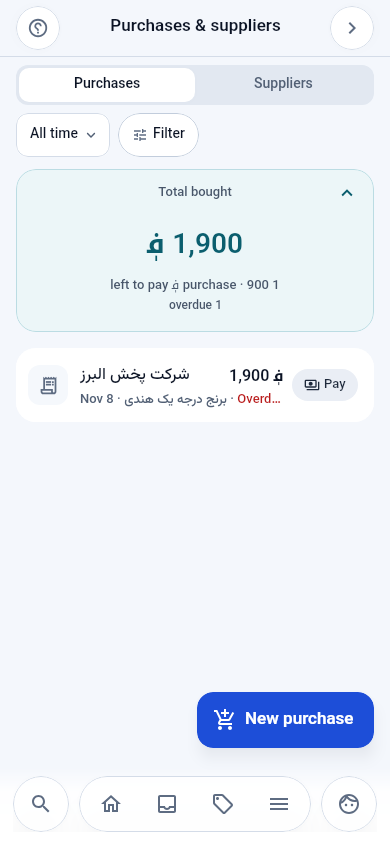 Purchases & suppliers
Purchases
Suppliers
All time
Filter
Total bought
؋ 1,900
left to pay ؋ purchase · 900 1
overdue 1
شرکت پخش البرز
1,900 ؋
Nov 8 · برنج درجه یک هندی · Overd…
Pay
New purchase